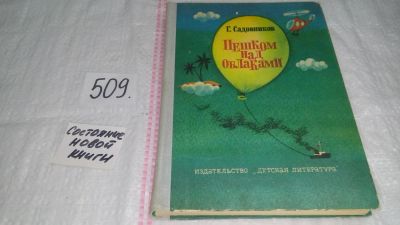 509.
Состояние
новой
книги
Г. Садовников
Пешком
над
облаками
ИЗДАТЕЛЬСТВО „ДЕТСКАЯ ЛИТЕРАТУРА"